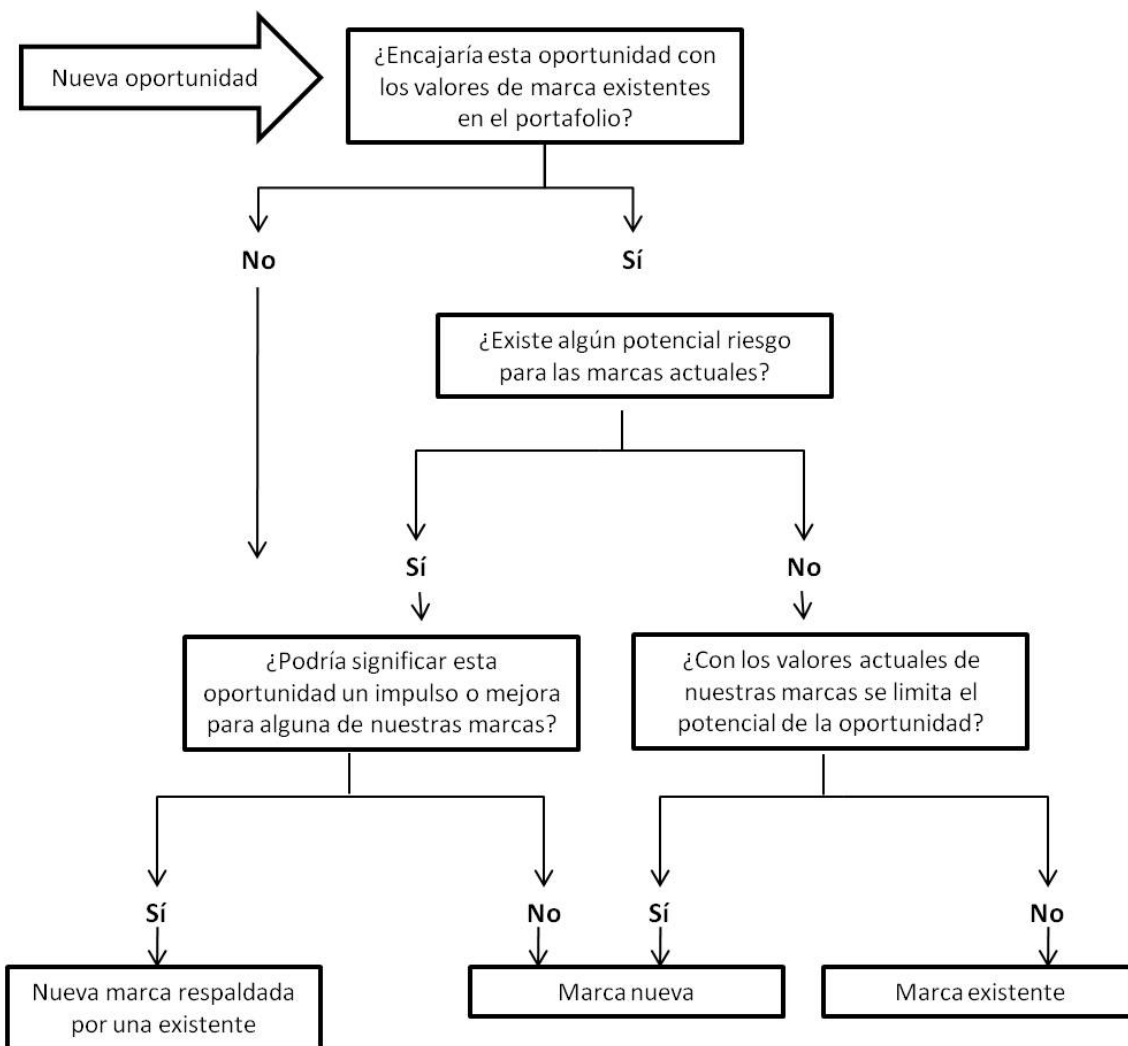 Nueva oportunidad
¿Encajaría esta oportunidad con
los valores de marca existentes
en el portafolio?
No
Sí
¿Existe algún potencial riesgo
para las marcas actuales?
Sí
No
¿Podría significar esta
oportunidad un impulso o mejora
para alguna de nuestras marcas?
¿Con los valores actuales de
nuestras marcas se limita el
potencial de la oportunidad?
Sí
No
Sí
No
Nueva marca respaldada
por una existente
Marca nueva
Marca existente